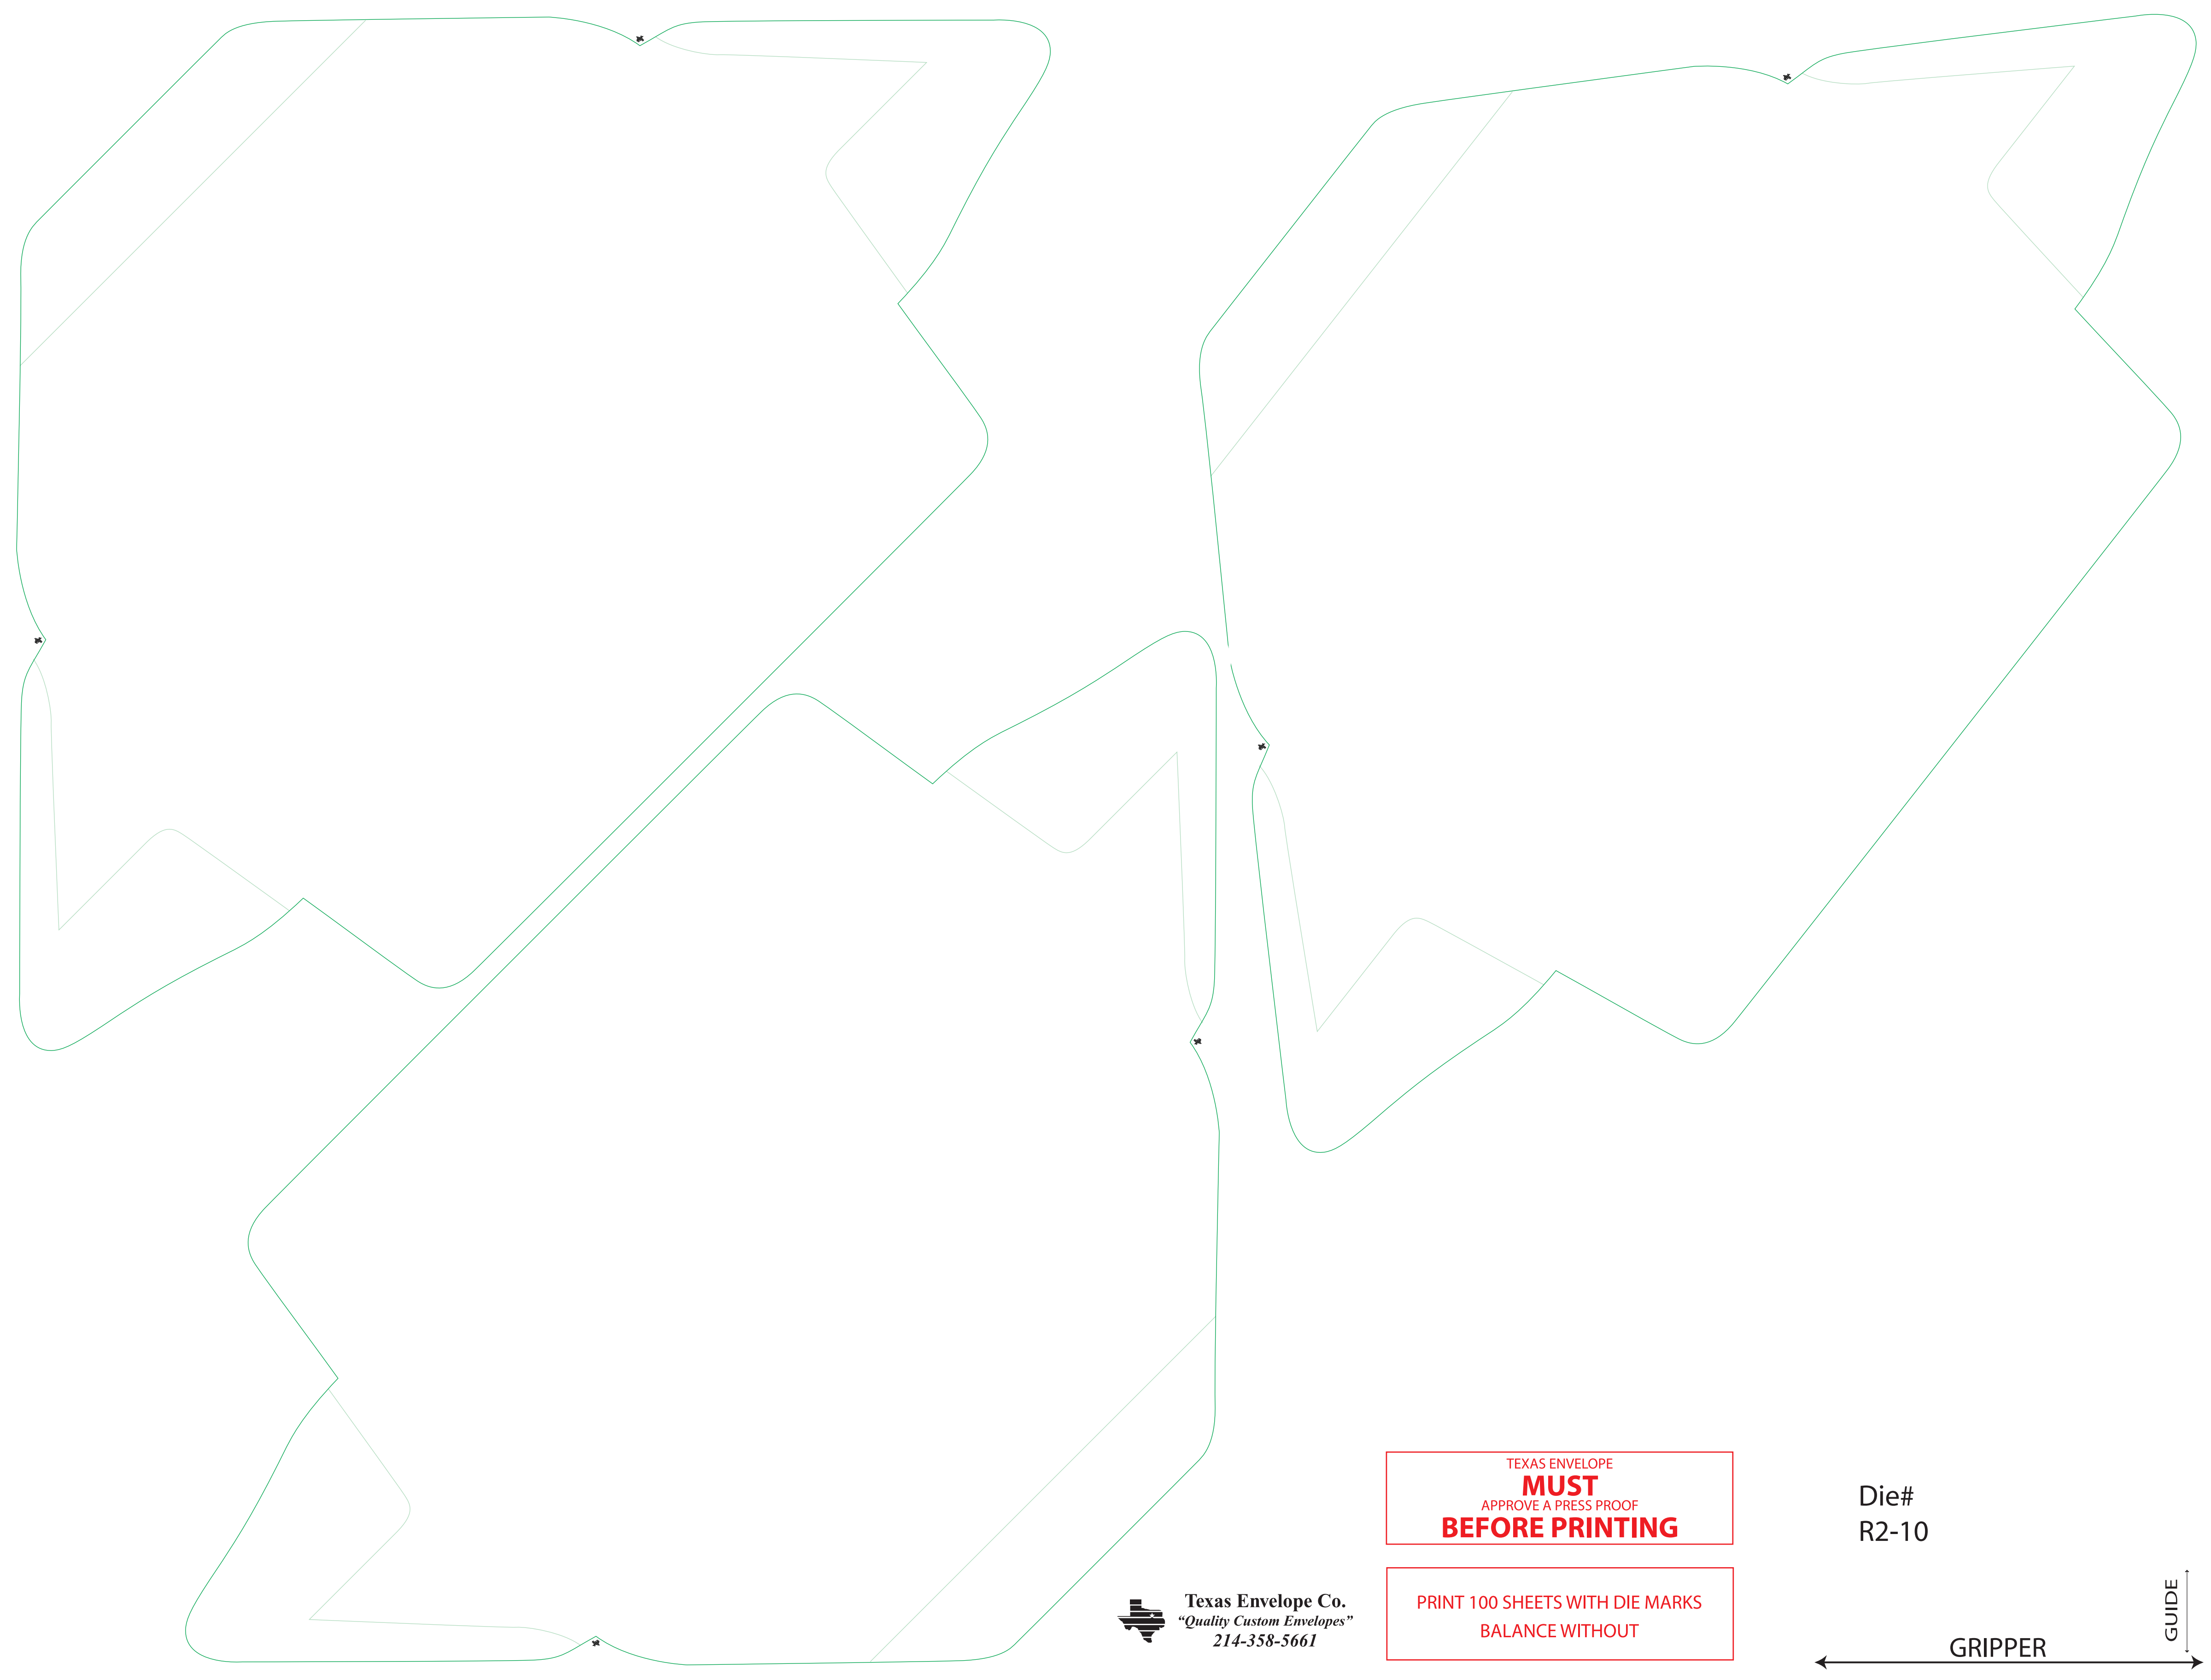 TEXAS ENVELOPE
MUST
APPROVE A PRESS PROOF
BEFORE PRINTING
Die#
R2-10
PRINT 100 SHEETS WITH DIE MARKS
BALANCE WITHOUT
Texas Envelope Co.
“Quality Custom Envelopes”
214-358-5661
GUIDE
GRIPPER